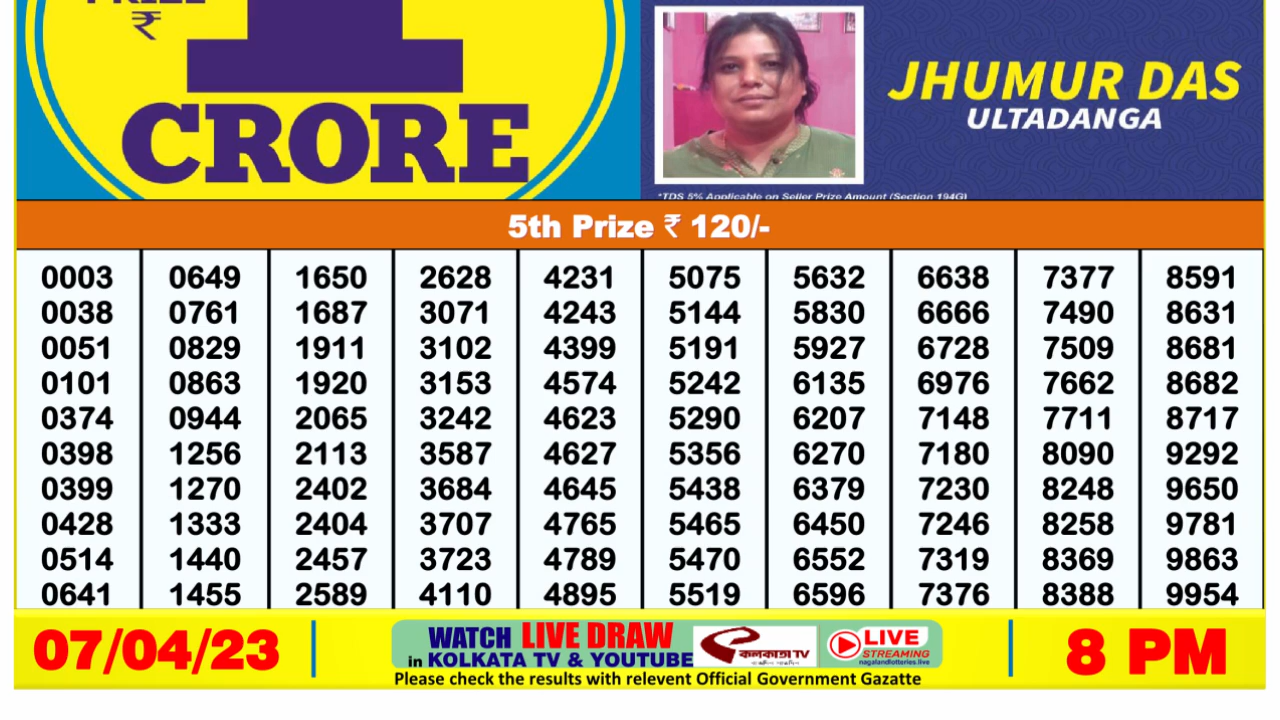 PRIZE
₹
1
CRORE
JHUMUR DAS
ULTADANGA
*TDS 5% Applicable on Seller Prize Amount (Section 194G)
5th Prize ₹ 120/-
0003 0649 1650 2628 4231 5075 5632 6638 7377 8591
0038 0761 1687 3071 4243 5144 5830 6666 7490 8631
0051 0829 1911 3102 4399 5191 5927 6728 7509 8681
0101 0863 1920 3153 4574 5242 6135 6976 7662 8682
0374 0944 2065 3242 4623 5290 6207 7148 7711 8717
0398 1256 2113 3587 4627 5356 6270 7180 8090 9292
0399 1270 2402 3684 4645 5438 6379 7230 8248 9650
0428 1333 2404 3707 4765 5465 6450 7246 8258 9781
0514 1440 2457 3723 4789 5470 6552 7319 8369 9863
0641 1455 2589 4110 4895 5519 6596 7376 8388 9954
07/04/23
WATCH LIVE DRAW
in KOLKATA TV & YOUTUBE
কলকাতা TV
LIVE
STREAMING
nagalandlotteries.live
Please check the results with relevent Official Government Gazatte
8 PM